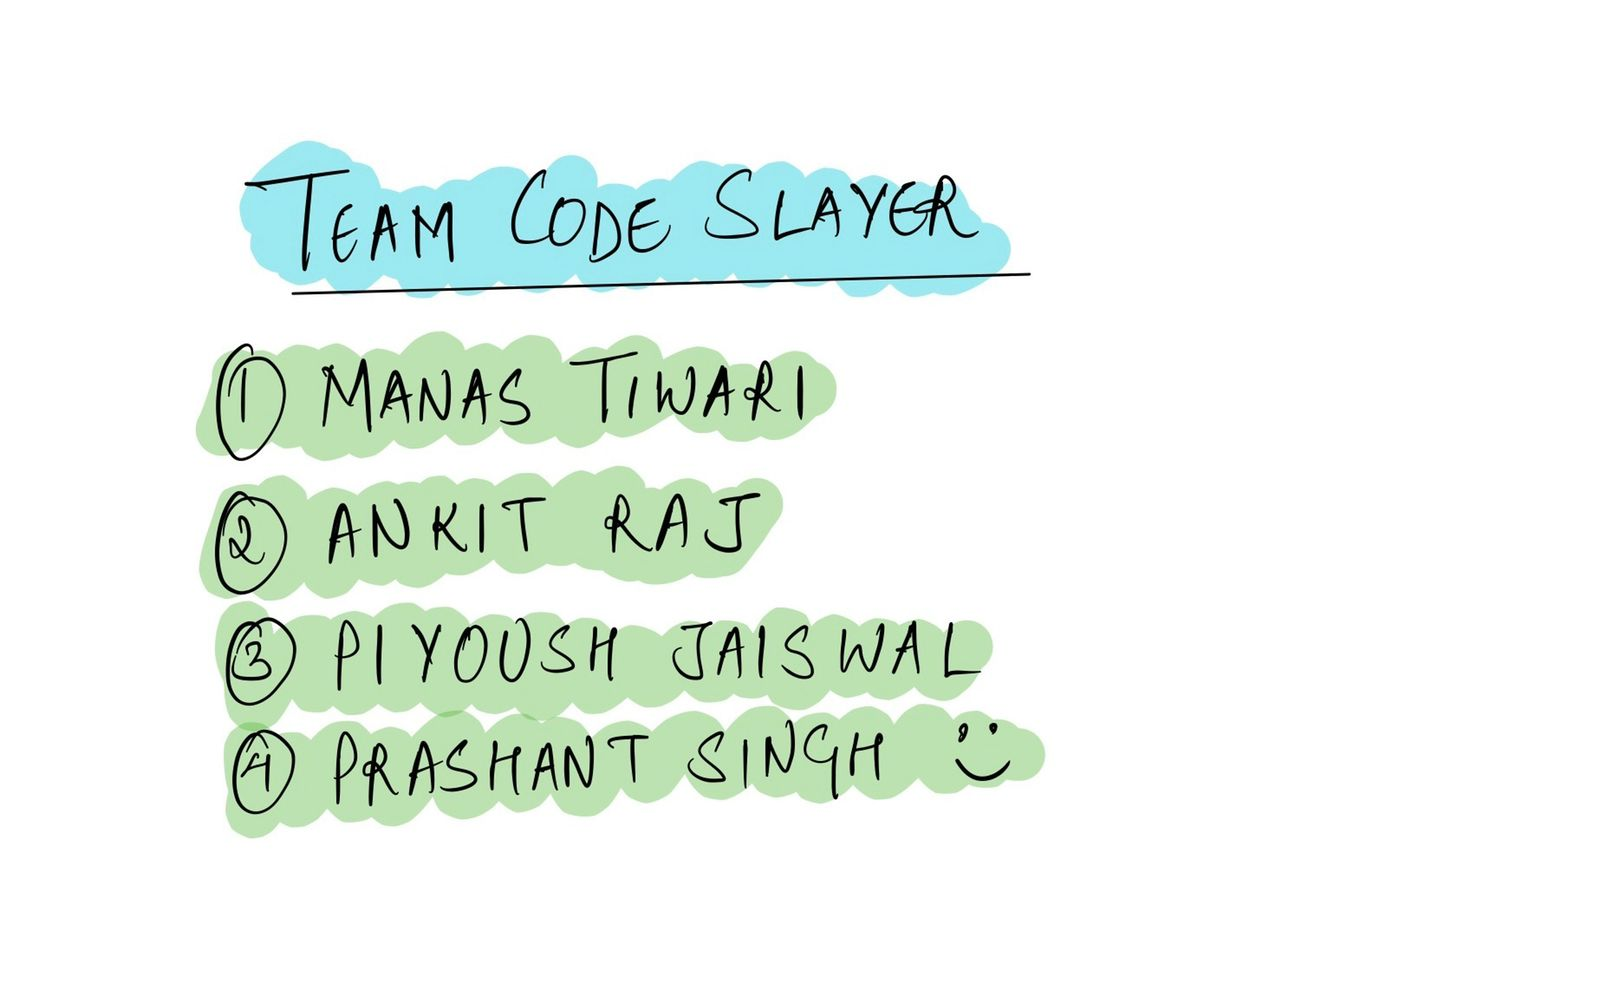 TEAM CODE SLAYER
① MANAS TIWARI
② ANKIT RAJ
③ PIYOUSH JAISWAL
④ PRASHANT SINGH